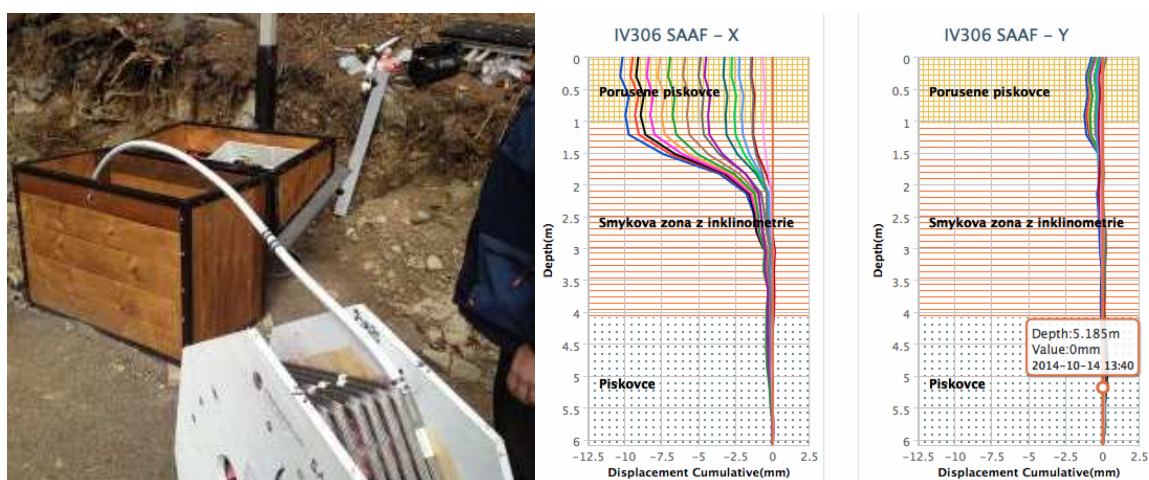 IV306 SAAF – X
0
0.5
1
1.5
2
2.5
3
3.5
4
4.5
5
5.5
6
Depth(m)
Porusene piskovce
Smykova zona z inklinometrie
Piskovce
-12.5 -10 -7.5 -5 -2.5 0 2.5
Displacement Cumulative(mm)
IV306 SAAF – Y
0
0.5
1
1.5
2
2.5
3
3.5
4
4.5
5
5.5
6
Depth(m)
Porusene piskovce
Smykova zona z inklinometrie
Depth:5.185m
Value:0mm
2014-10-14 13:40
Piskovce
-12.5 -10 -7.5 -5 -2.5 0 2.5
Displacement Cumulative(mm)